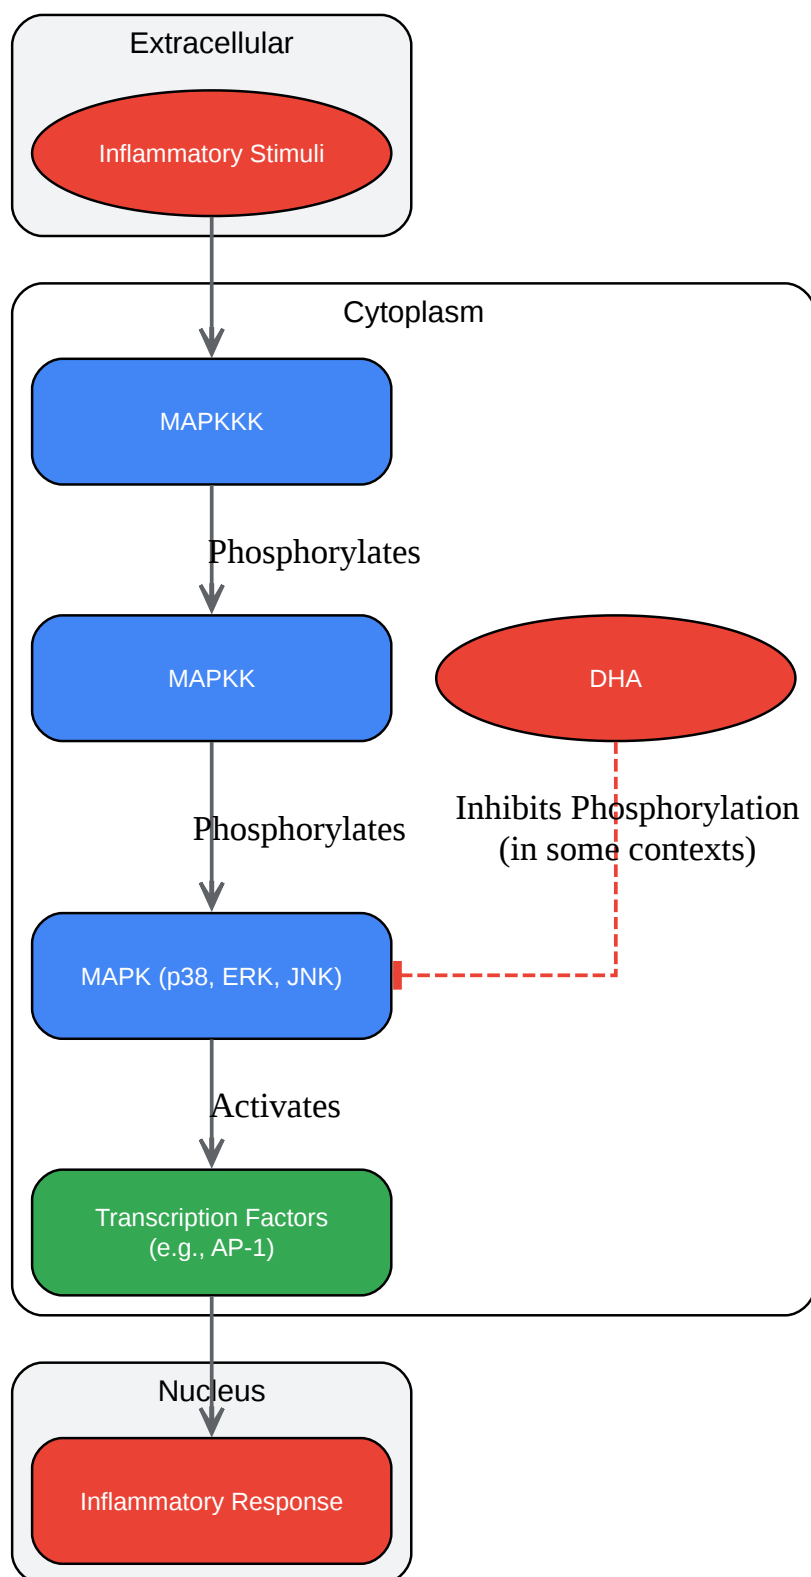 Extracellular
Inflammatory Stimuli
Cytoplasm
MAPKKK
Phosphorylates
MAPKK
DHA
Phosphorylates
Inhibits Phosphorylation
(in some contexts)
MAPK (p38, ERK, JNK)
Activates
Transcription Factors
(e.g., AP-1)
Nucleus
Inflammatory Response